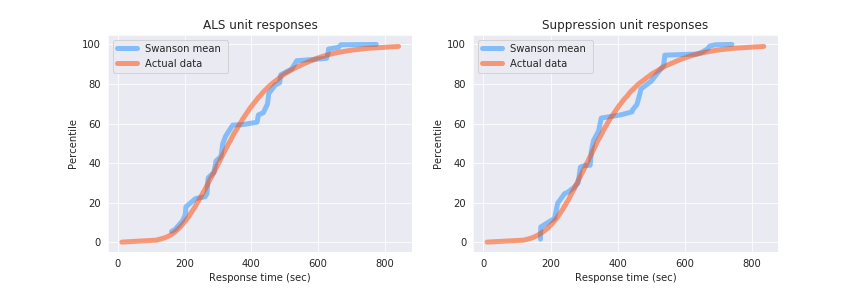 ALS unit responses
100
80
60
40
20
0
Percentile
Swanson mean
Actual data
0 200 400 600 800
Response time (sec)
Suppression unit responses
100
80
60
40
20
0
Percentile
Swanson mean
Actual data
0 200 400 600 800
Response time (sec)